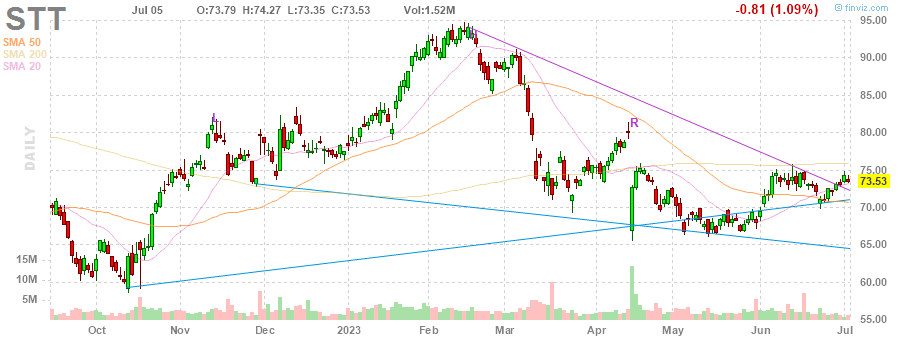 STT
Jul 05 O:73.79 H:74.27 L:73.35 C:73.53 Vol:1.52M -0.81 (1.09%)
© finviz.com
SMA 50
SMA 200
SMA 20
DAILY
95.00
90.00
85.00
80.00
75.00
73.53
70.00
65.00
60.00
55.00
15M
10M
5M
L
R
Oct Nov Dec 2023 Feb Mar Apr May Jun Jul